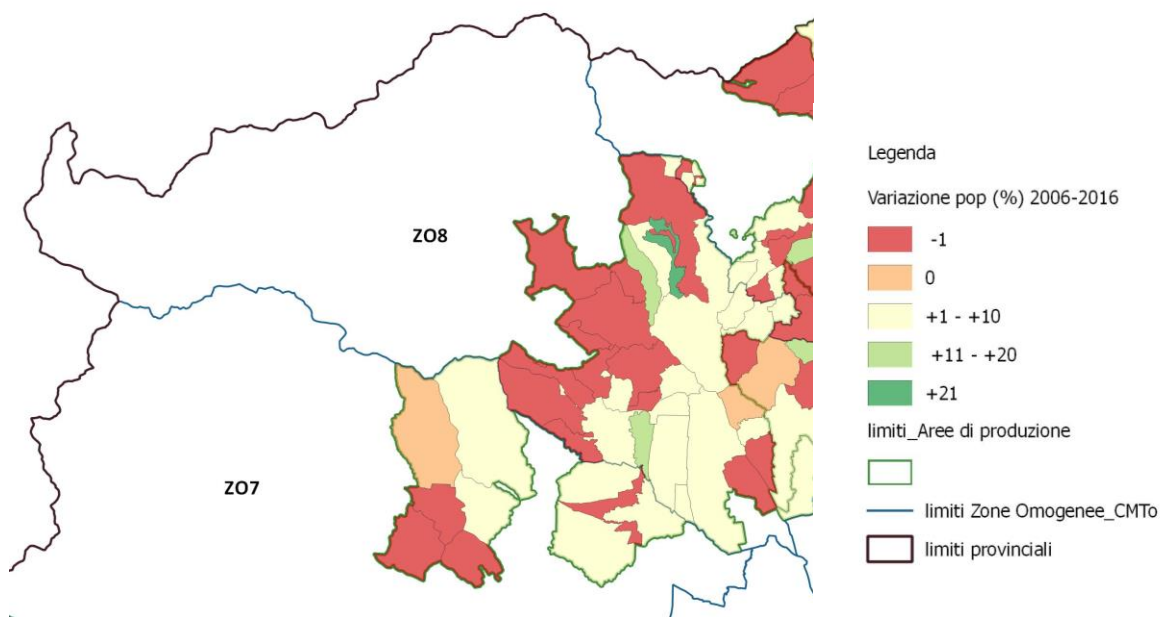 ZO8
ZO7
Legenda
Variazione pop (%) 2006-2016
-1
0
+1 - +10
+11 - +20
+21
limiti_Aree di produzione
limiti Zone Omogenee_CMTo
limiti provinciali